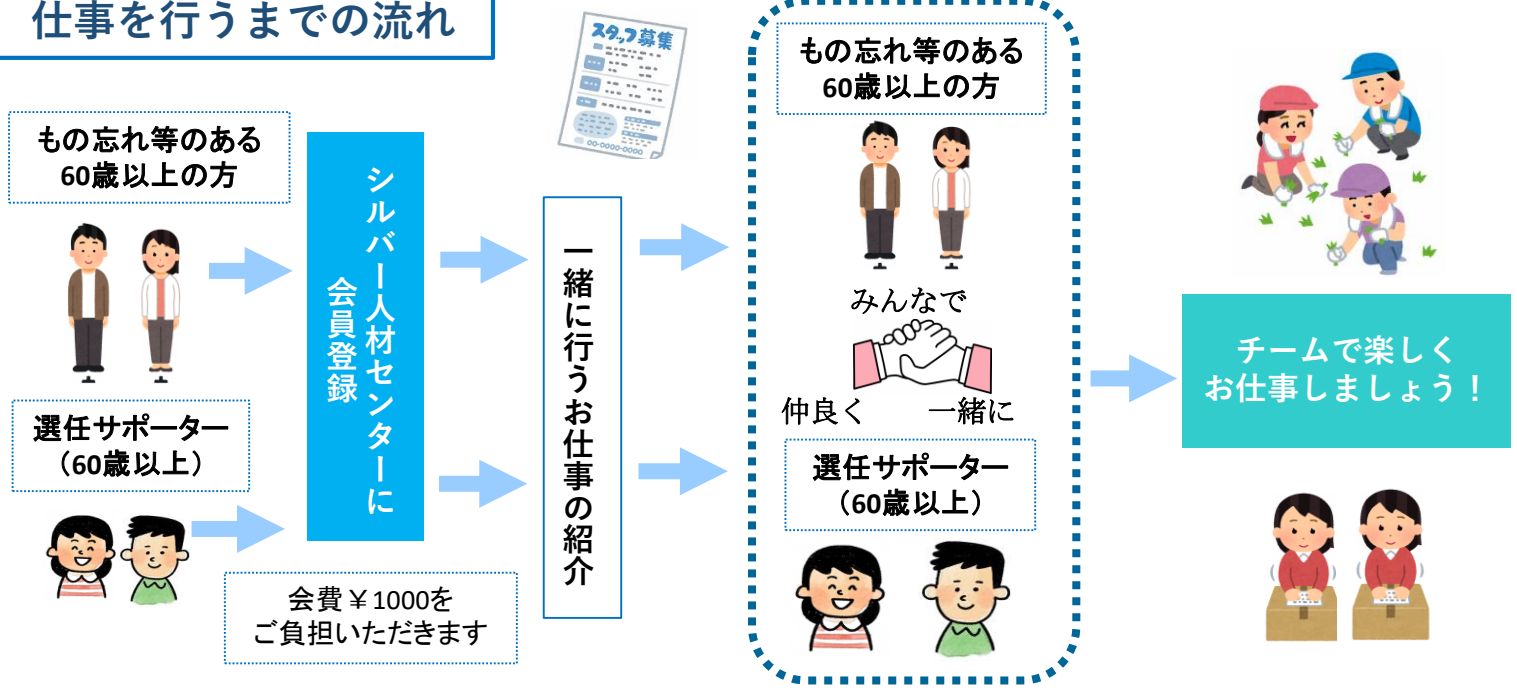 仕事を行うまでの流れ
もの忘れ等のある
60歳以上の方
選任サポーター
（60歳以上）
シルバー人材センターに
会員登録
会費￥1000を
ご負担いただきます
スタッフ募集
00-0000-0000
一緒に行うお仕事の紹介
もの忘れ等のある
60歳以上の方
みんなで
仲良く 一緒に
選任サポーター
（60歳以上）
チームで楽しく
お仕事しましょう！